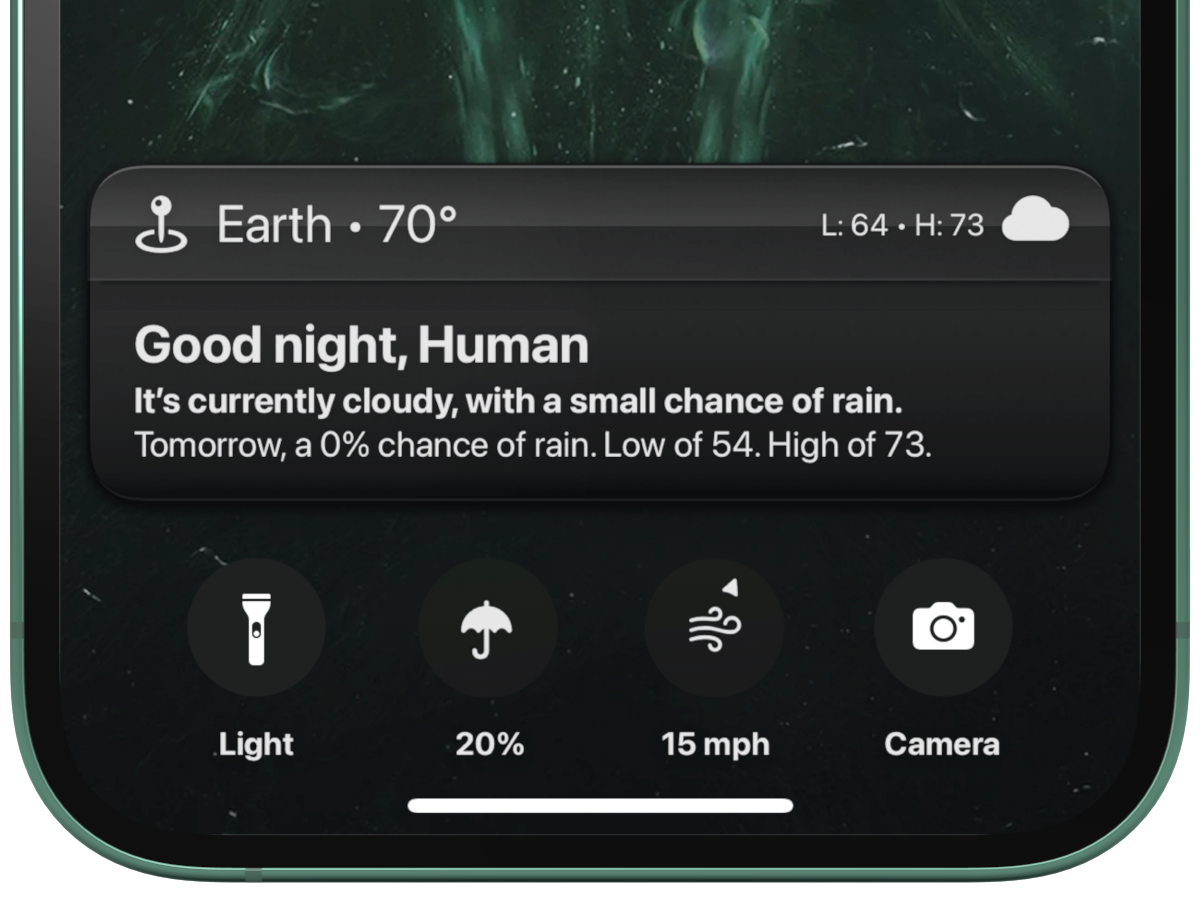 Earth • 70°
L: 64 • H: 73
Good night, Human
It’s currently cloudy, with a small chance of rain.
Tomorrow, a 0% chance of rain. Low of 54. High of 73.
Light
20%
15 mph
Camera